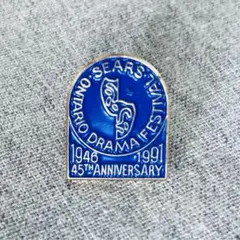 ·SEARS·
ONTARIO DRAMA FESTIVAL
1946 1991
45TH ANNIVERSARY